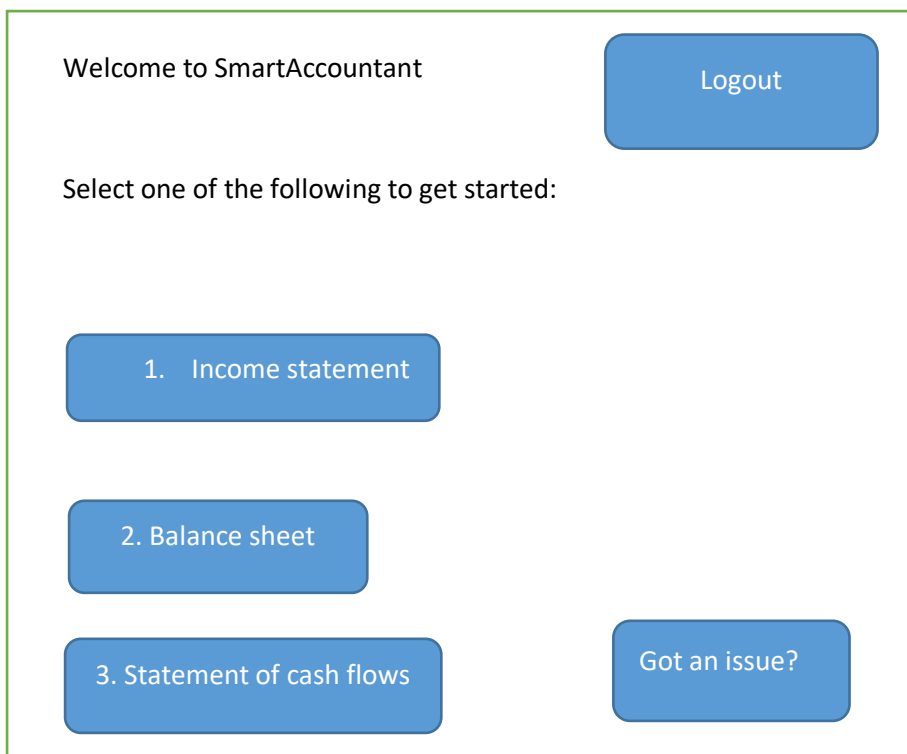 Welcome to SmartAccountant
Logout
Select one of the following to get started:
1. Income statement
2. Balance sheet
3. Statement of cash flows
Got an issue?